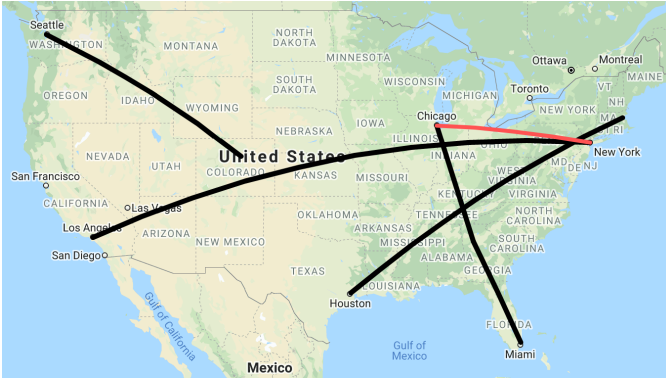 Seattle
WASHINGTON
MONTANA
NORTH
DAKOTA
MINNESOTA
Ottawa
Montreal
MAINE
OREGON
IDAHO
SOUTH
DAKOTA
WISCONSIN
MICHIGAN
Toronto
VT
NH
WYOMING
Chicago
NEW YORK
MA
RI
IOWA
NEBRASKA
ILLINOIS
INDIANA
OHIO
New York
United States
NEVADA
UTAH
COLORADO
KANSAS
MISSOURI
WEST
VIRGINIA
MD
DE
NJ
San Francisco
CALIFORNIA
Las Vegas
KENTUCKY
VIRGINIA
Los Angeles
ARIZONA
NEW MEXICO
OKLAHOMA
ARKANSAS
TENNESSEE
NORTH
CAROLINA
San Diego
MISSISSIPPI
ALABAMA
SOUTH
CAROLINA
GEORGIA
TEXAS
LOUISIANA
Houston
Gulf of
California
FLORIDA
Gulf of
Mexico
Miami
Mexico